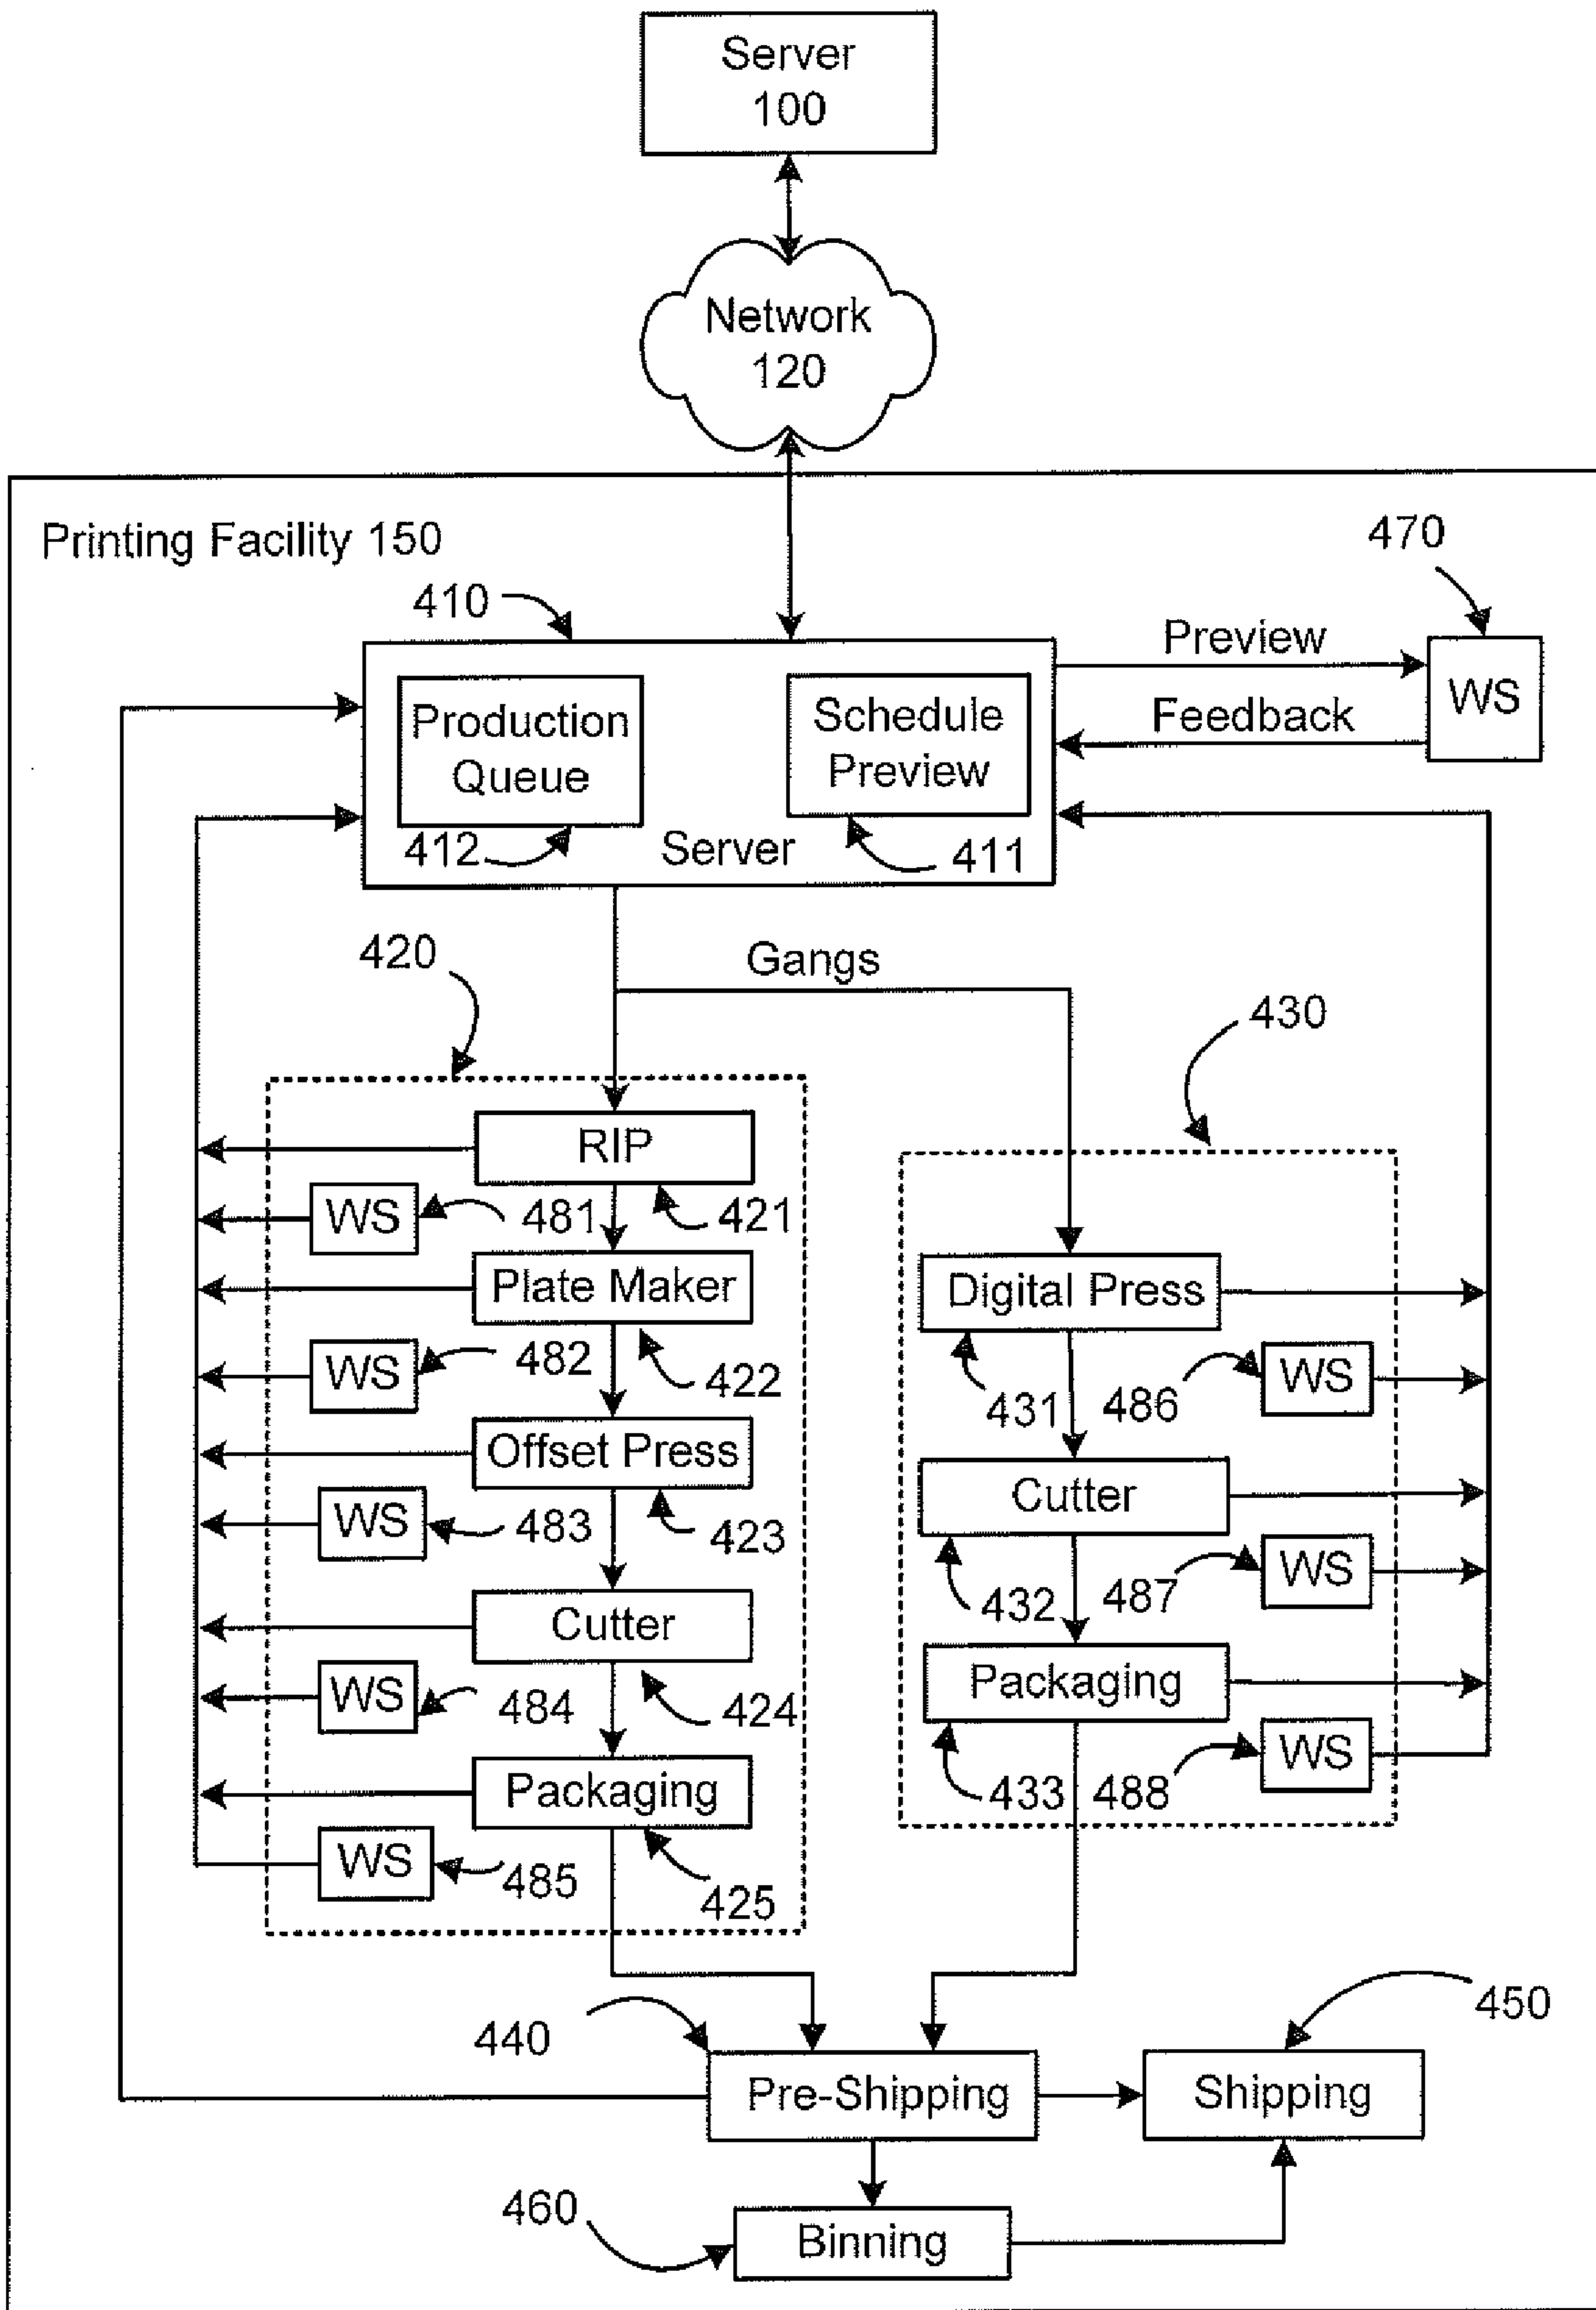 Server
100
Network
120
Printing Facility 150
470
410
Preview
WS
Feedback
Production
Queue
Schedule
Preview
412
Server
411
420
Gangs
430
RIP
WS
481
421
Plate Maker
Digital Press
WS
482
422
431
486
WS
Offset Press
Cutter
WS
483
423
432
487
WS
Cutter
Packaging
WS
484
424
433
488
WS
Packaging
WS
485
425
440
450
Pre-Shipping
Shipping
460
Binning